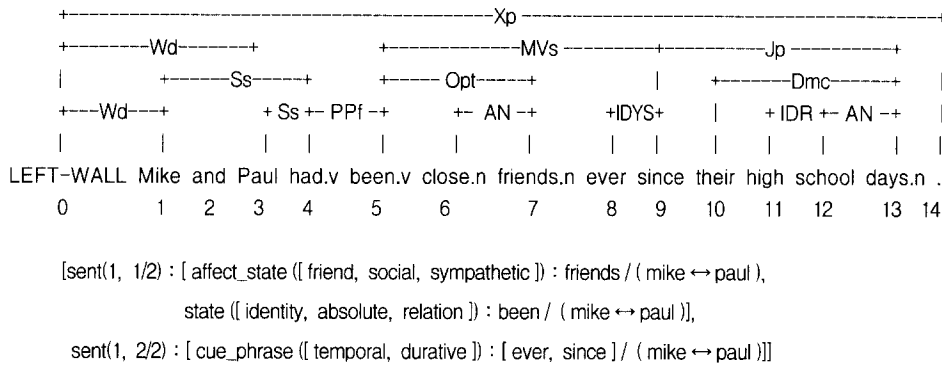 +---------------------------------------Xp---------------------------------------+
+--------Wd-------+ +-----------MVs ---------+----------Jp----------+
| +------Ss-----+ +----- Opt-----+ | +-------Dmc------+
+---Wd---+ + Ss +- PPf -+ +- AN --+ +IDYS+ | + IDR +- AN -+ |
| | | | | | | | | | | | | |
LEFT-WALL Mike and Paul had.v been.v close.n friends.n ever since their high school days.n .
0 1 2 3 4 5 6 7 8 9 10 11 12 13 14
[sent(1, 1/2) : [ affect_state ([ friend, social, sympathetic ]) : friends / ( mike ↔ paul ),
state ([ identity, absolute, relation ]) : been / ( mike ↔ paul )],
sent(1, 2/2) : [ cue_phrase ([ temporal, durative ]) : [ ever, since ] / ( mike ↔ paul )]]